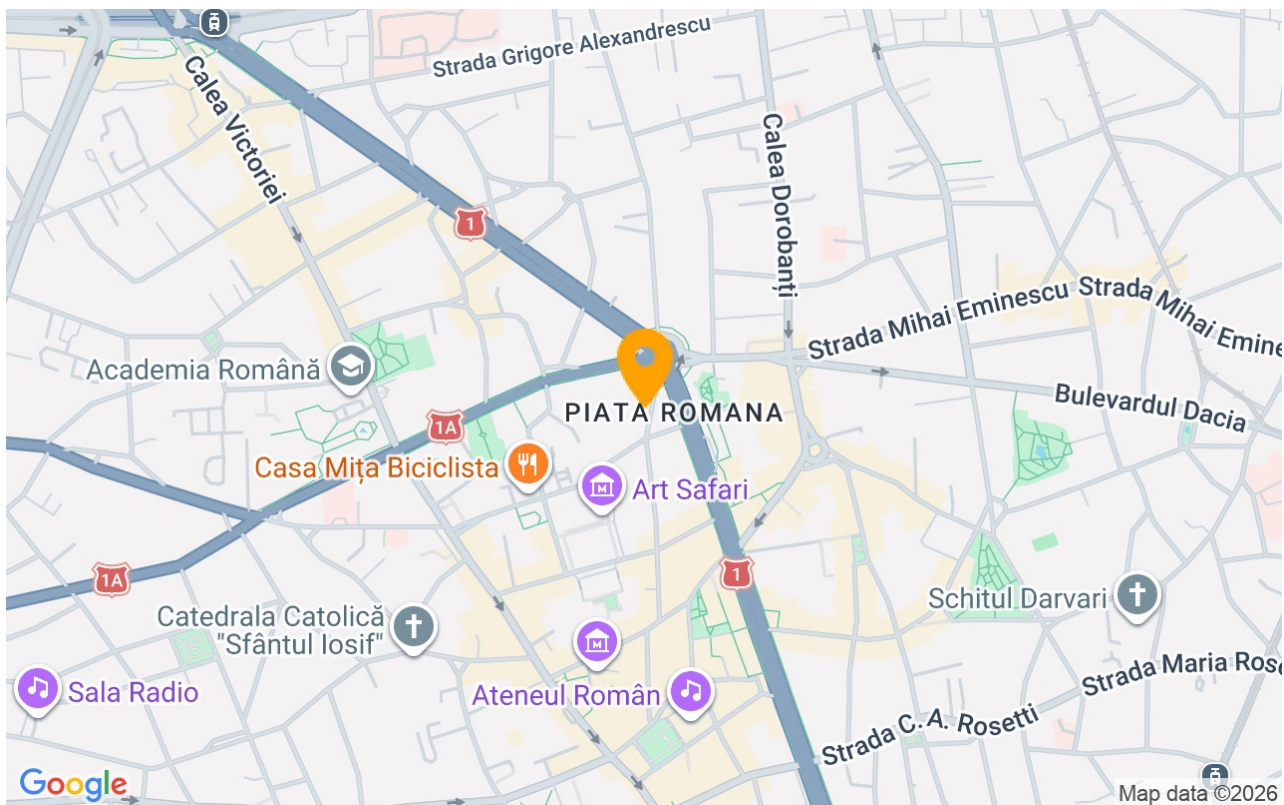 Strada Grigore Alexandrescu
Calea Victoriei
Calea Dorobanți
1
Strada Mihai Eminescu
Strada Mihai Emine
Academia Română
Bulevardul Dacia
PIATA ROMANA
1A
Casa Mița Biciclista
Art Safari
1
1A
Catedrala Catolică
"Sfântul Iosif"
Schitul Darvari
Sala Radio
Ateneul Român
Strada Maria Rose
Strada C. A. Rosetti
Google
Map data ©2026